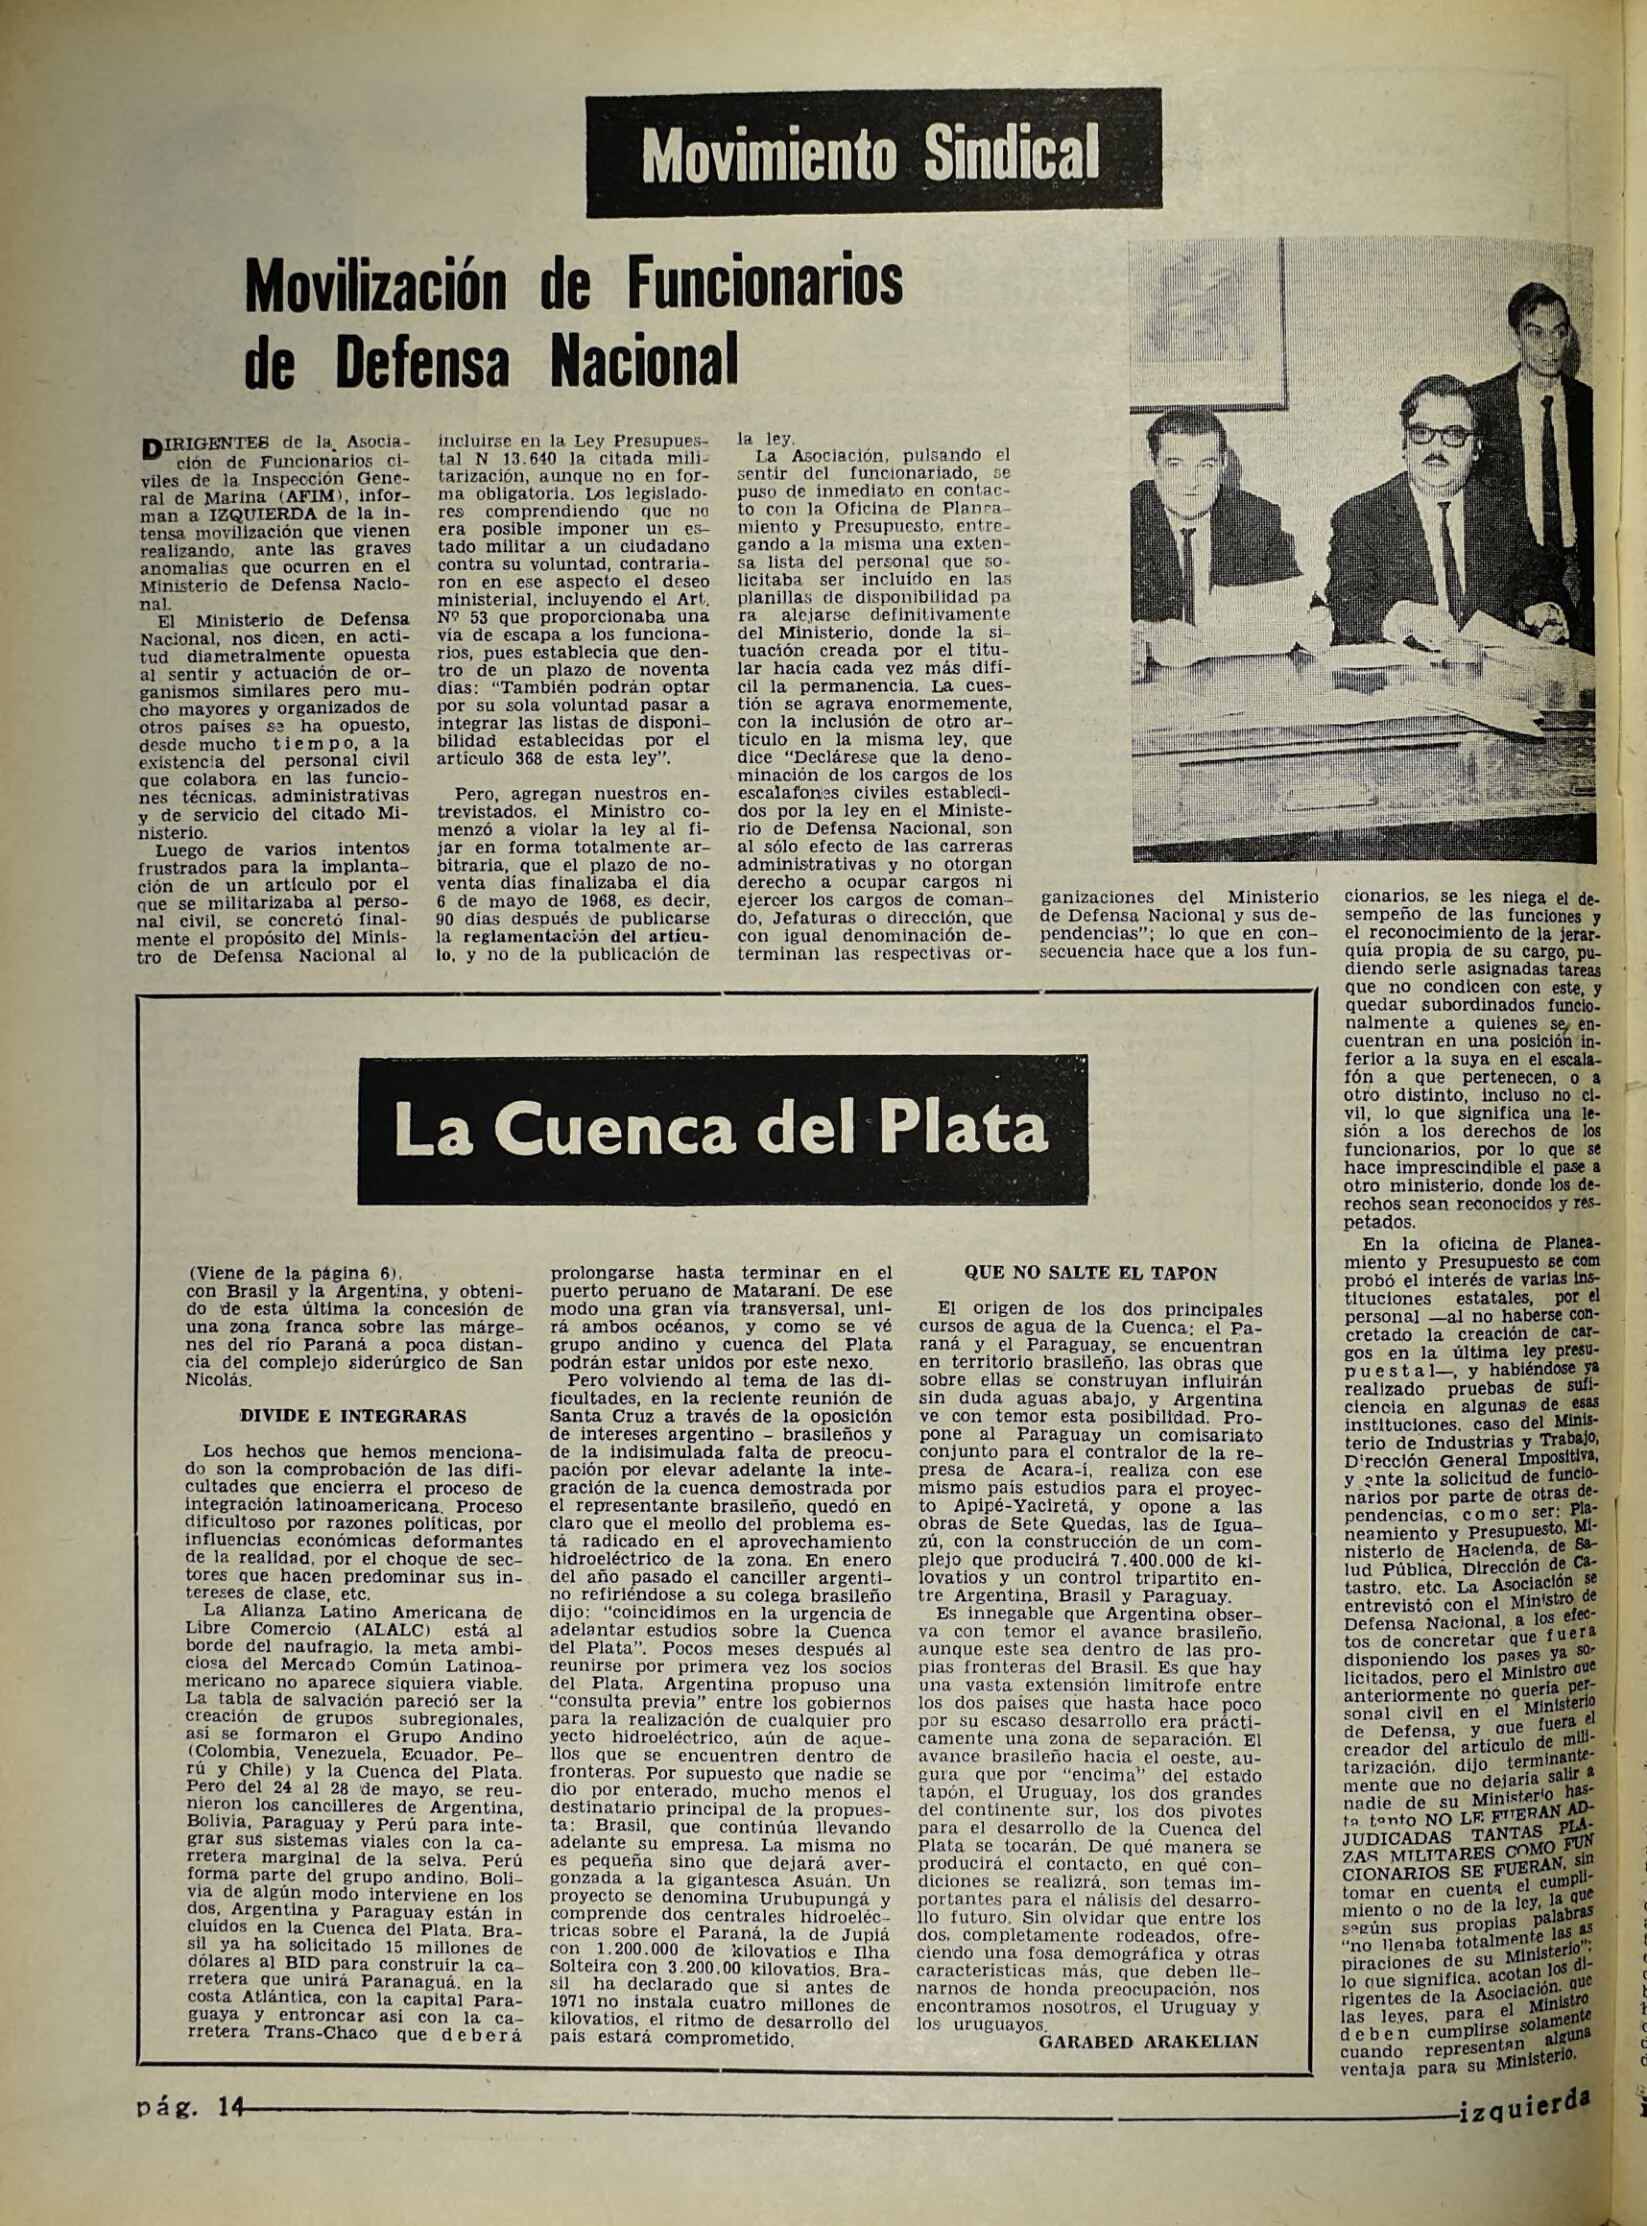 Movimiento Sindical
Movilización de Funcionarios
de Defensa Nacional
DIRIGENTES de la Asocia-
ción de Funcionarios ci-
viles de la Inspección Gene-
ral de Marina (AFIM), infor-
man a IZQUIERDA de la in-
tensa movilización que vienen
realizando, ante las graves
anomalías que ocurren en el
Ministerio de Defensa Nacio-
nal.
El Ministerio de Defensa
Nacional, nos dicen, en acti-
tud diametralmente opuesta
al sentir y actuación de or-
ganismos similares pero mu-
cho mayores y organizados de
otros países se ha opuesto,
desde mucho tiempo, a la
existencia del personal civil
que colabora en las funcio-
nes técnicas, administrativas
y de servicio del citado Mi-
nisterio.
Luego de varios intentos
frustrados para la implanta-
ción de un artículo por el
que se militarizaba al perso-
nal civil, se concretó final-
mente el propósito del Minis-
tro de Defensa Nacional al
incluirse en la Ley Presupues-
tal N 13.640 la citada mili-
tarización, aunque no en for-
ma obligatoria. Los legislado-
res comprendiendo que no
era posible imponer un es-
tado militar a un ciudadano
contra su voluntad, contraria-
ron en ese aspecto el deseo
ministerial, incluyendo el Art.
Nº 53 que proporcionaba una
vía de escapa a los funciona-
rios, pues establecía que den-
tro de un plazo de noventa
días: "También podrán optar
por su sola voluntad pasar a
integrar las listas de disponi-
bilidad establecidas por el
artículo 368 de esta ley".
Pero, agregan nuestros en-
trevistados, el Ministro co-
menzó a violar la ley al fi-
jar en forma totalmente ar-
bitraria, que el plazo de no-
venta días finalizaba el día
6 de mayo de 1968, es decir,
90 días después de publicarse
la reglamentación del artícu-
lo, y no de la publicación de
la ley.
La Asociación, pulsando el
sentir del funcionariado, se
puso de inmediato en contac-
to con la Oficina de Planea-
miento y Presupuesto, entre-
gando a la misma una exten-
sa lista del personal que so-
licitaba ser incluído en las
planillas de disponibilidad pa
ra alejarse definitivamente
del Ministerio, donde la si-
tuación creada por el titu-
lar hacía cada vez más difí-
cil la permanencia. La cues-
tión se agrava enormemente,
con la inclusión de otro ar-
tículo en la misma ley, que
dice "Declárese que la deno-
minación de los cargos de los
escalafones civiles estableci-
dos por la ley en el Ministe-
rio de Defensa Nacional, son
al sólo efecto de las carreras
administrativas y no otorgan
derecho a ocupar cargos ni
ejercer los cargos de coman-
do, Jefaturas o dirección, que
con igual denominación de-
terminan las respectivas or-
ganizaciones del Ministerio
de Defensa Nacional y sus de-
pendencias"; lo que en con-
secuencia hace que a los fun-
cionarios, se les niega el de-
sempeño de las funciones y
el reconocimiento de la jerar-
quía propia de su cargo, pu-
diendo serle asignadas tareas
que no condicen con este, y
quedar subordinados funcio-
nalmente a quienes se en-
cuentran en una posición in-
ferior a la suya en el escala-
fón a que pertenecen, o a
otro distinto, incluso no ci-
vil, lo que significa una le-
sión a los derechos de los
funcionarios, por lo que se
hace imprescindible el pase a
otro ministerio, donde los de-
rechos sean reconocidos y res-
petados.
En la oficina de Planea-
miento y Presupuesto se com
probó el interés de varias ins-
tituciones estatales, por el
personal —al no haberse con-
cretado la creación de car-
gos en la última ley presu-
puestal—, y habiéndose ya
realizado pruebas de sufi-
ciencia en algunas de esas
instituciones, caso del Minis-
terio de Industrias y Trabajo,
Dirección General Impositiva,
y ante la solicitud de funcio-
narios por parte de otras de-
pendencias, como ser: Pla-
neamiento y Presupuesto, Mi-
nisterio de Hacienda, de Sa-
lud Pública, Dirección de Ca-
tastro, etc. La Asociación se
entrevistó con el Ministro de
Defensa Nacional, a los efec-
tos de concretar que fuera
disponiendo los pases ya so-
licitados, pero el Ministro que
anteriormente no quería per-
sonal civil en el Ministerio
de Defensa, y que fuera el
creador del artículo de mili-
tarización, dijo terminante-
mente que no dejaría salir a
nadie de su Ministerio has-
ta tanto NO LE FUERAN AD-
JUDICADAS TANTAS PLA-
ZAS MILITARES COMO FUN
CIONARIOS SE FUERAN, sin
tomar en cuenta el cumpli-
miento o no de la ley, la que
según sus propias palabras
"no llenaba totalmente las as
piraciones de su Ministerio";
lo que significa, acotan los di-
rigentes de la Asociación, que
las leyes, para el Ministro
deben cumplirse solamente
cuando representan alguna
ventaja para su Ministerio.
La Cuenca del Plata
(Viene de la página 6).
con Brasil y la Argentina, y obteni-
do de esta última la concesión de
una zona franca sobre las márge-
nes del río Paraná a poca distan-
cia del complejo siderúrgico de San
Nicolás.
DIVIDE E INTEGRARAS
Los hechos que hemos menciona-
do son la comprobación de las difi-
cultades que encierra el proceso de
integración latinoamericana. Proceso
dificultoso por razones políticas, por
influencias económicas deformantes
de la realidad, por el choque de sec-
tores que hacen predominar sus in-
tereses de clase, etc.
La Alianza Latino Americana de
Libre Comercio (ALALC) está al
borde del naufragio, la meta ambi-
ciosa del Mercado Común Latinoa-
mericano no aparece siquiera viable.
La tabla de salvación pareció ser la
creación de grupos subregionales,
así se formaron el Grupo Andino
(Colombia, Venezuela, Ecuador, Pe-
rú y Chile) y la Cuenca del Plata.
Pero del 24 al 28 de mayo, se reu-
nieron los cancilleres de Argentina,
Bolivia, Paraguay y Perú para inte-
grar sus sistemas viales con la ca-
rretera marginal de la selva. Perú
forma parte del grupo andino, Boli-
via de algún modo interviene en los
dos, Argentina y Paraguay están in
cluídos en la Cuenca del Plata. Bra-
sil ya ha solicitado 15 millones de
dólares al BID para construir la ca-
rretera que unirá Paranaguá, en la
costa Atlántica, con la capital Para-
guaya y entroncar así con la ca-
rretera Trans-Chaco que deberá
prolongarse hasta terminar en el
puerto peruano de Mataraní. De ese
modo una gran vía transversal, uni-
rá ambos océanos, y como se vé
grupo andino y cuenca del Plata
podrán estar unidos por este nexo.
Pero volviendo al tema de las di-
ficultades, en la reciente reunión de
Santa Cruz a través de la oposición
de intereses argentino - brasileños y
de la indisimulada falta de preocu-
pación por elevar adelante la inte-
gración de la cuenca demostrada por
el representante brasileño, quedó en
claro que el meollo del problema es-
tá radicado en el aprovechamiento
hidroeléctrico de la zona. En enero
del año pasado el canciller argenti-
no refiriéndose a su colega brasileño
dijo: "coincidimos en la urgencia de
adelantar estudios sobre la Cuenca
del Plata". Pocos meses después al
reunirse por primera vez los socios
del Plata, Argentina propuso una
"consulta previa" entre los gobiernos
para la realización de cualquier pro
yecto hidroeléctrico, aún de aque-
llos que se encuentren dentro de
fronteras. Por supuesto que nadie se
dio por enterado, mucho menos el
destinatario principal de la propues-
ta: Brasil, que continúa llevando
adelante su empresa. La misma no
es pequeña sino que dejará aver-
gonzada a la gigantesca Asuán. Un
proyecto se denomina Urubupungá y
comprende dos centrales hidroeléc-
tricas sobre el Paraná, la de Jupiá
con 1.200.000 de kilovatios e Ilha
Solteira con 3.200.00 kilovatios. Bra-
sil ha declarado que si antes de
1971 no instala cuatro millones de
kilovatios, el ritmo de desarrollo del
país estará comprometido.
QUE NO SALTE EL TAPON
El origen de los dos principales
cursos de agua de la Cuenca: el Pa-
raná y el Paraguay, se encuentran
en territorio brasileño, las obras que
sobre ellas se construyan influirán
sin duda aguas abajo, y Argentina
ve con temor esta posibilidad. Pro-
pone al Paraguay un comisariato
conjunto para el contralor de la re-
presa de Acara-í, realiza con ese
mismo país estudios para el proyec-
to Apipé-Yaciretá, y opone a las
obras de Sete Quedas, las de Igua-
zú, con la construcción de un com-
plejo que producirá 7.400.000 de ki-
lovatios y un control tripartito en-
tre Argentina, Brasil y Paraguay.
Es innegable que Argentina obser-
va con temor el avance brasileño,
aunque este sea dentro de las pro-
pias fronteras del Brasil. Es que hay
una vasta extensión limítrofe entre
los dos países que hasta hace poco
por su escaso desarrollo era prácti-
camente una zona de separación. El
avance brasileño hacia el oeste, au-
gura que por "encima" del estado
tapón, el Uruguay, los dos grandes
del continente sur, los dos pivotes
para el desarrollo de la Cuenca del
Plata se tocarán. De qué manera se
producirá el contacto, en qué con-
diciones se realizrá, son temas im-
portantes para el nálisis del desarro-
llo futuro. Sin olvidar que entre los
dos, completamente rodeados, ofre-
ciendo una fosa demográfica y otras
características más, que deben lle-
narnos de honda preocupación, nos
encontramos nosotros, el Uruguay y
los uruguayos.
GARABED ARAKELIAN
pág. 14
izquierda